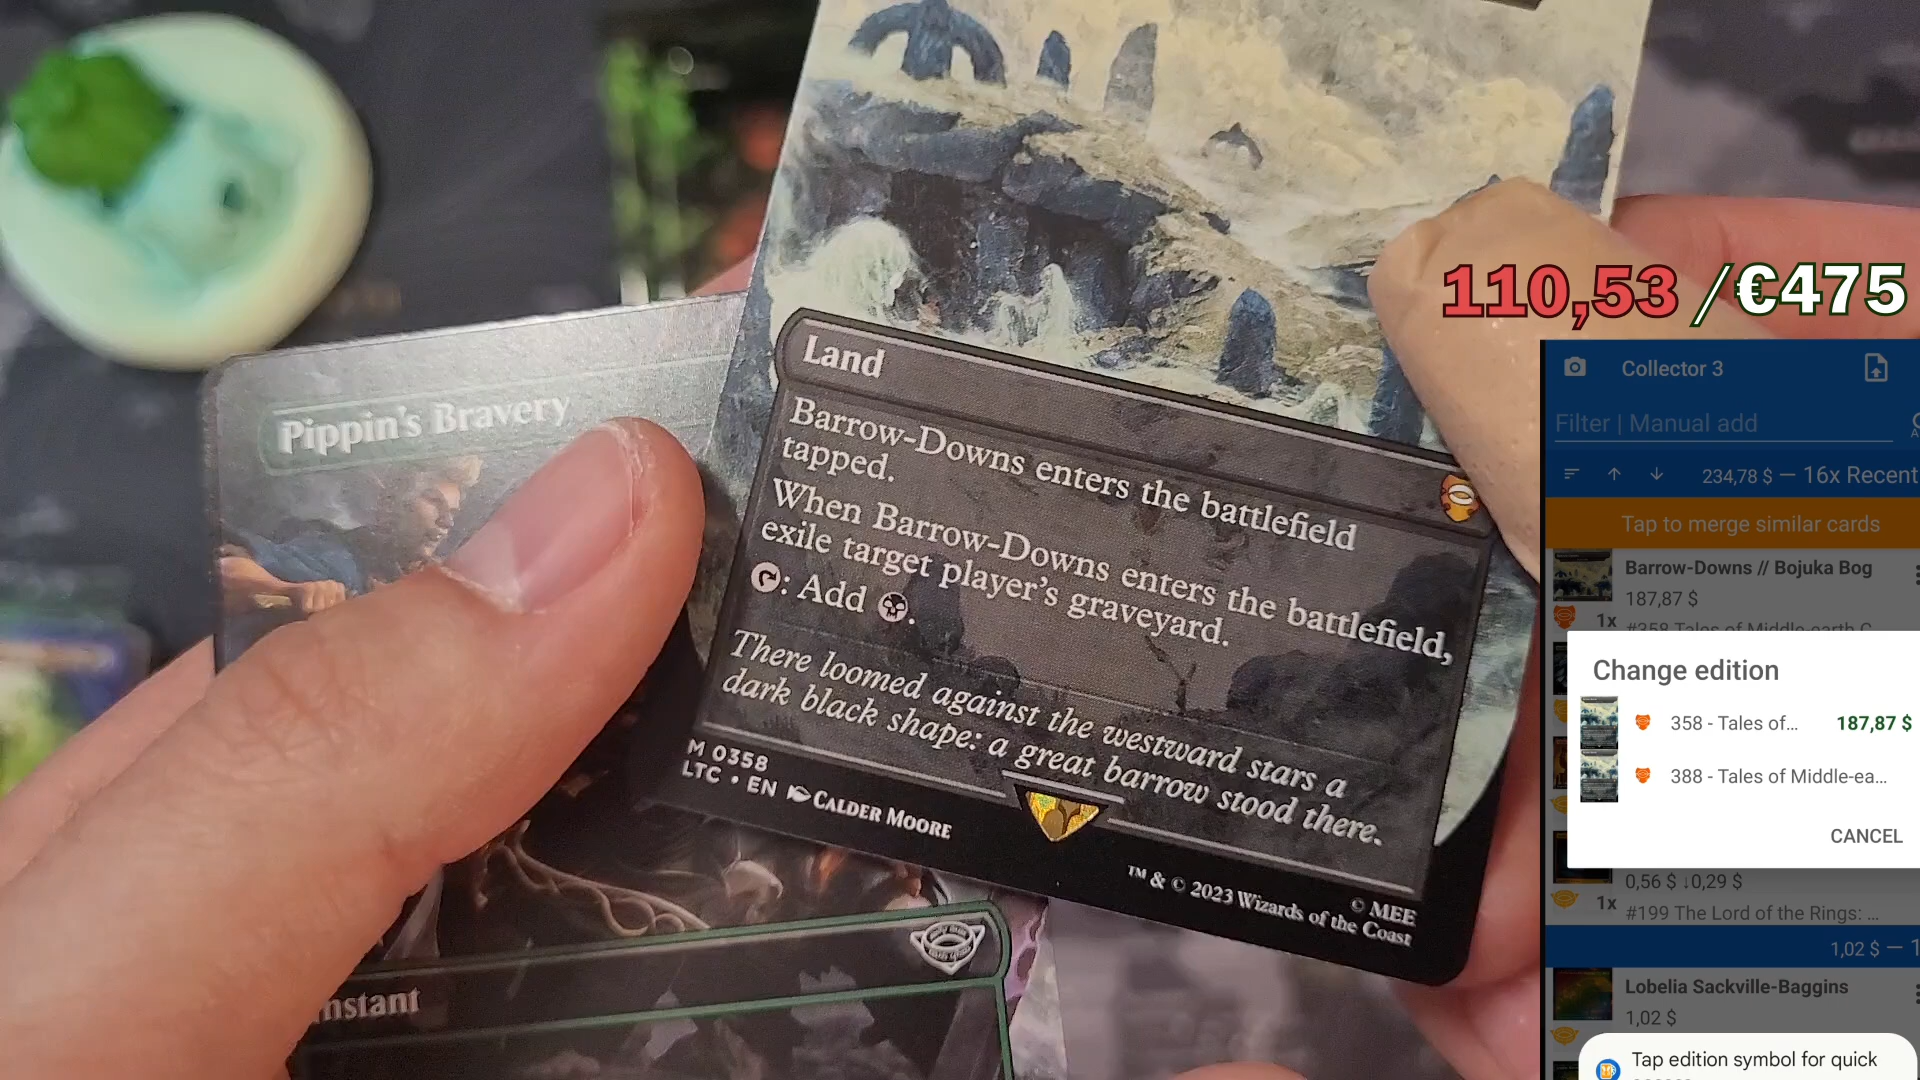 Pippin's Bravery
Land
Barrow-Downs enters the battlefield
tapped.
When Barrow-Downs enters the battlefield,
exile target player's graveyard.
: Add .
There loomed against the westward stars a
dark black shape: a great barrow stood there.
M 0358
LTC • EN CALDER MOORE
™ & © 2023 Wizards of the Coast
© MEE
nstant
110,53 /€475
Collector 3
Filter | Manual add
234,78 $ — 16x Recent
Tap to merge similar cards
Barrow-Downs // Bojuka Bog
187,87 $
1x
#358 Tales of Middle-earth C
Change edition
358 - Tales of... 187,87 $
388 - Tales of Middle-ea...
CANCEL
0,56 $ ↓0,29 $
1x
#199 The Lord of the Rings: ...
1,02 $ — 1
Lobelia Sackville-Baggins
1,02 $
Tap edition symbol for quick